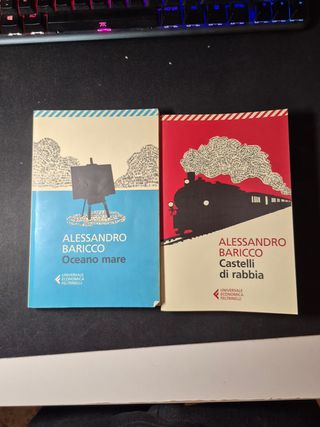 ALESSANDRO
BARICCO
Oceano mare
UNIVERSALE
ECONOMICA
FELTRINELLI
ALESSANDRO
BARICCO
Castelli
di rabbia
UNIVERSALE
ECONOMICA
FELTRINELLI